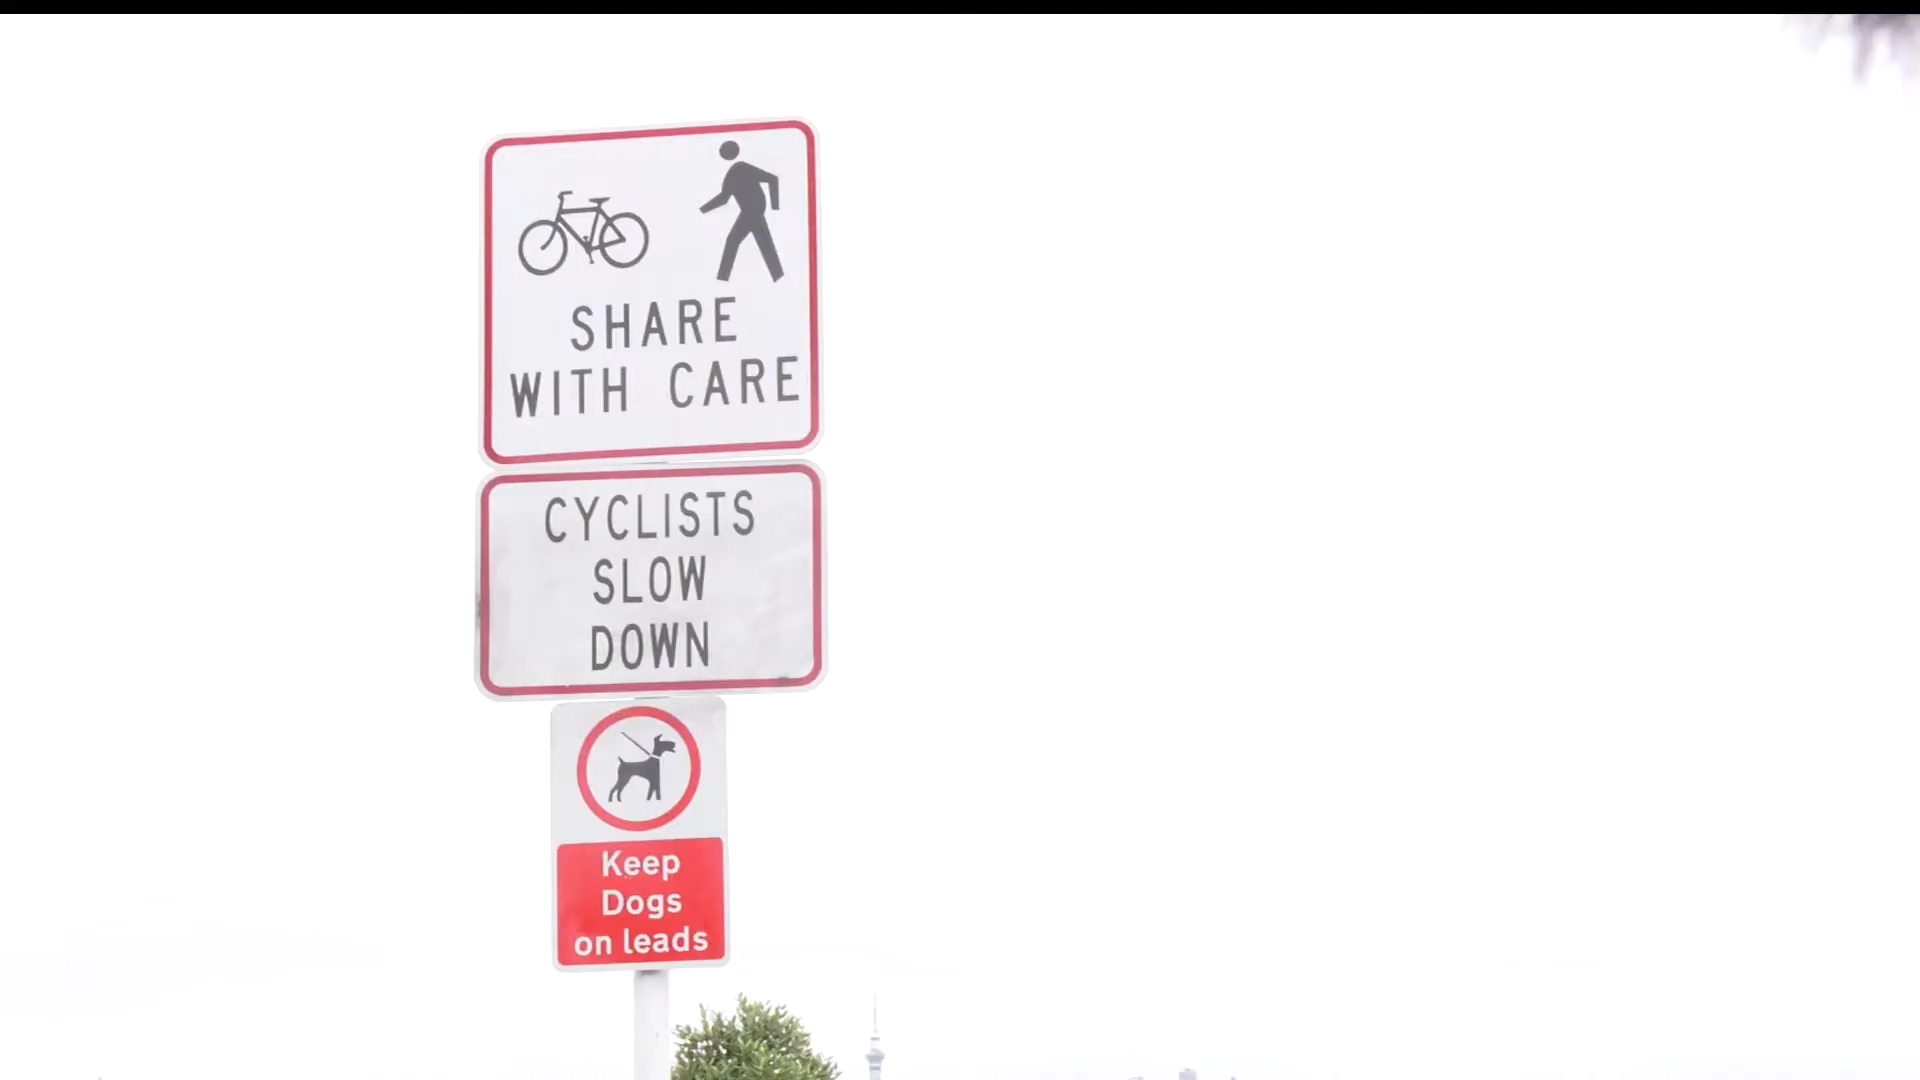 SHARE
WITH CARE
CYCLISTS
SLOW
DOWN
Keep
Dogs
on leads